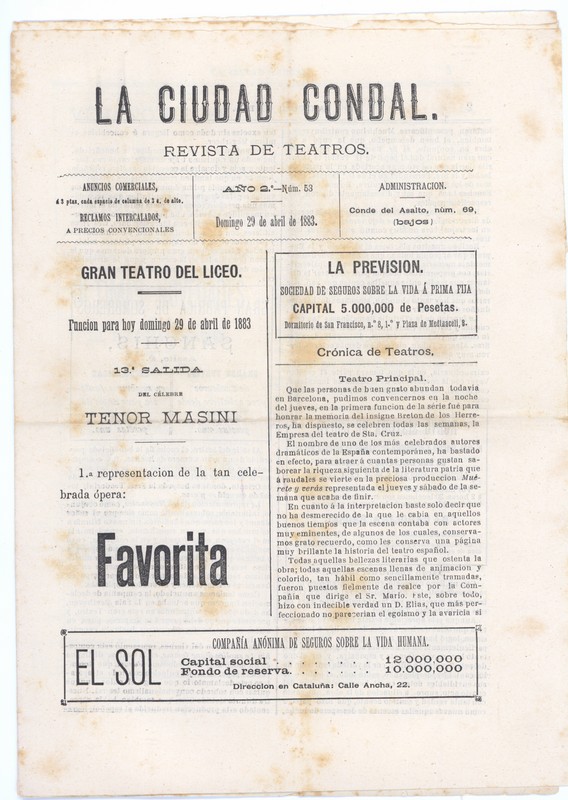 LA CIUDAD CONDAL.
REVISTA DE TEATROS.
ANUNCIOS COMERCIALES,
á 2 ptas. cada espacio de columna de 2 c. de alto.
RECLAMOS INTERCALADOS,
A PRECIOS CONVENCIONALES
AÑO 2.º—Núm. 53
Domingo 29 de abril de 1883.
ADMINISTRACION.
Conde del Asalto, núm. 69,
(bajos)
GRAN TEATRO DEL LICEO.
Funcion para hoy domingo 29 de abril de 1883
13.ª SALIDA
DEL CÉLEBRE
TENOR MASINI
1.ª representacion de la tan cele-
brada ópera:
Favorita
LA PREVISION.
SOCIEDAD DE SEGUROS SOBRE LA VIDA Á PRIMA FIJA
CAPITAL 5.000,000 de Pesetas.
Dormitorio de San Francisco, n.º 8, 1.º y Plaza de Medinaceli, 8.
Crónica de Teatros.
Teatro Principal.
Que las personas de buen gusto abundan todavia
en Barcelona, pudimos convencernos en la noche
del jueves, en la primera funcion de la série que para
honrar la memoria del insigne Breton de los Herre-
ros, ha dispuesto, se celebren todas las semanas, la
Empresa del teatro de Sta. Cruz.
El nombre de uno de los más celebrados autores
dramáticos de la España contemporánea, ha bastado
en efecto, para atraer á cuantas personas gustan sa-
borear la riqueza siguiente de la literatura patria que
á raudales se vierte en la preciosa produccion Mué-
rete y verás representada el jueves y sábado de la se-
mana que acaba de finir.
En cuanto á la interpretacion baste solo decir que
no ha desmerecido de la que le cabia en aquellos
buenos tiempos que la escena contaba con actores
muy eminentes, de algunos de los cuales, conserva-
mos grato recuerdo, como les conserva una página
muy brillante la historia del teatro español.
Todas aquellas bellezas literarias que ostenta la
obra; todas aquellas escenas llenas de animacion y
colorido, tan hábil como sencillamente tramadas,
fueron puestos fielmente de realce por la Com-
pañia que dirige el Sr. Mario. Este, sobre todo,
hizo con indecible verdad un D. Elias, que más per-
feccionado no parecerian el egoismo y la avaricia si
EL SOL
COMPAÑÍA ANÓNIMA DE SEGUROS SOBRE LA VIDA HUMANA.
Capital social . . . . . . . . 12 000,000
Fondo de reserva. . . . . . . 10.000,000
Direccion en Cataluña: Calle Ancha, 22.